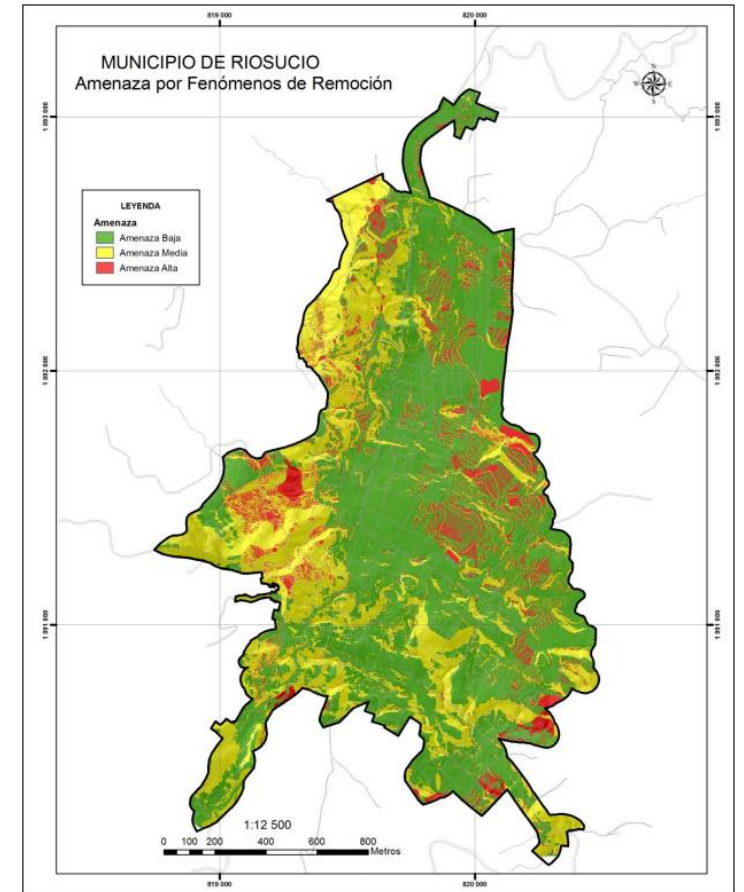 819 000
820 000
MUNICIPIO DE RIOSUCIO
Amenaza por Fenómenos de Remoción
N
W
E
S
1 093 000
1 093 000
LEYENDA
Amenaza
Amenaza Baja
Amenaza Media
Amenaza Alta
1 092 000
1 092 000
1 091 000
1 091 000
1:12 500
0 100 200 400 600 800
Metros
819 000
820 000